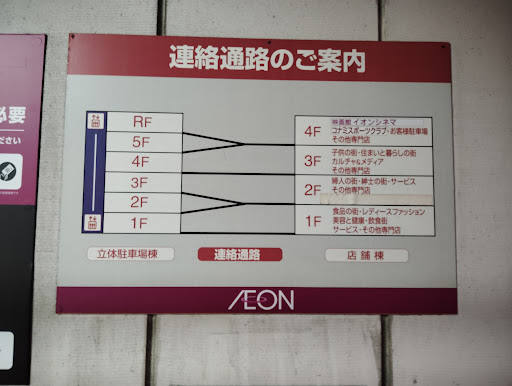 連絡通路のご案内
必要
ださい
RF
5F
4F
3F
2F
1F
4F
映画館 イオンシネマ
コナミスポーツクラブ・お客様駐車場
その他専門店
3F
子供の街・住まいと暮らしの街
カルチャ&メディア
その他専門店
2F
婦人の街・紳士の街・サービス
その他専門店
1F
食品の街・レディースファッション
美容と健康・飲食街
サービス・その他専門店
立体駐車場棟
連絡通路
店舗棟
ÆON